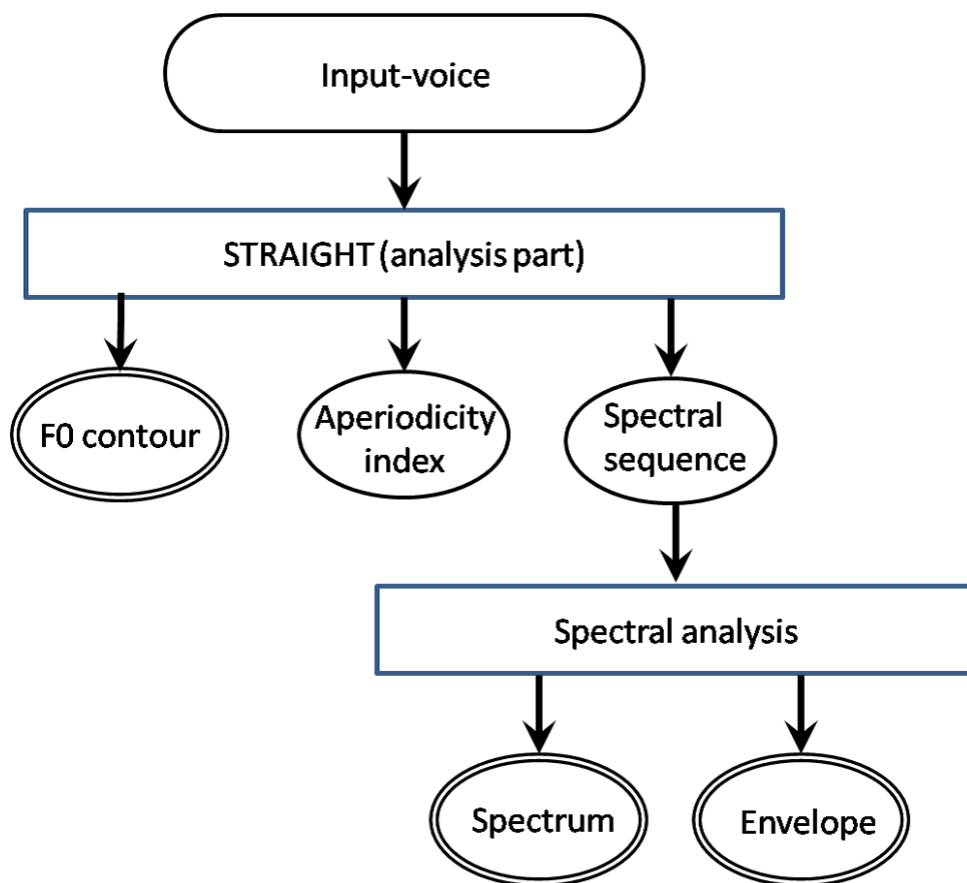 Input-voice
STRAIGHT (analysis part)
F0 contour
Aperiodicity
index
Spectral
sequence
Spectral analysis
Spectrum
Envelope